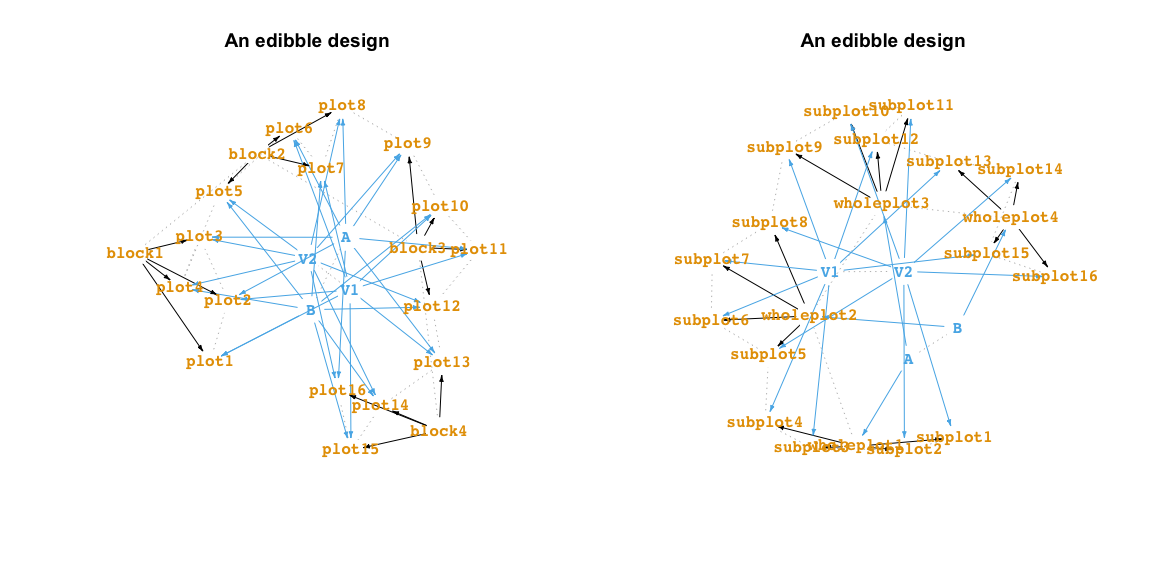 An edibble design
plot8
plot6
plot9
block2
plot7
plot5
plot10
plot3
A
block3
plot11
block1
V2
plot4
plot2
V1
plot12
B
plot1
plot13
plot16
plot14
block4
plot15
An edibble design
subplot11
subplot10
subplot12
subplot9
subplot13
subplot14
wholeplot3
wholeplot4
subplot8
subplot15
subplot7
V1
V2
subplot16
wholeplot2
subplot6
B
subplot5
A
subplot4
subplot1
subplot3
wholeplot1
subplot2